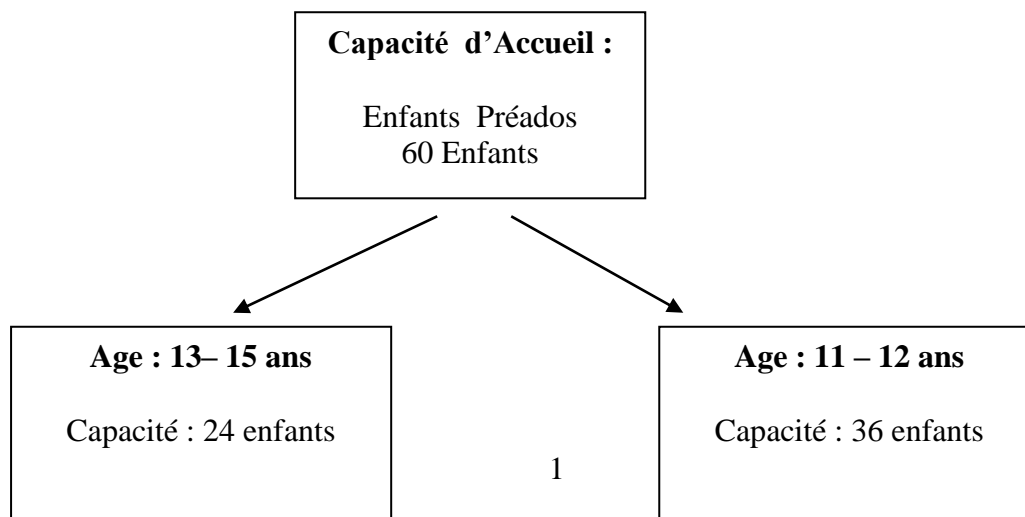 Capacité d’Accueil :
Enfants Préados
60 Enfants
Age : 13– 15 ans
Capacité : 24 enfants
Age : 11 – 12 ans
Capacité : 36 enfants
1